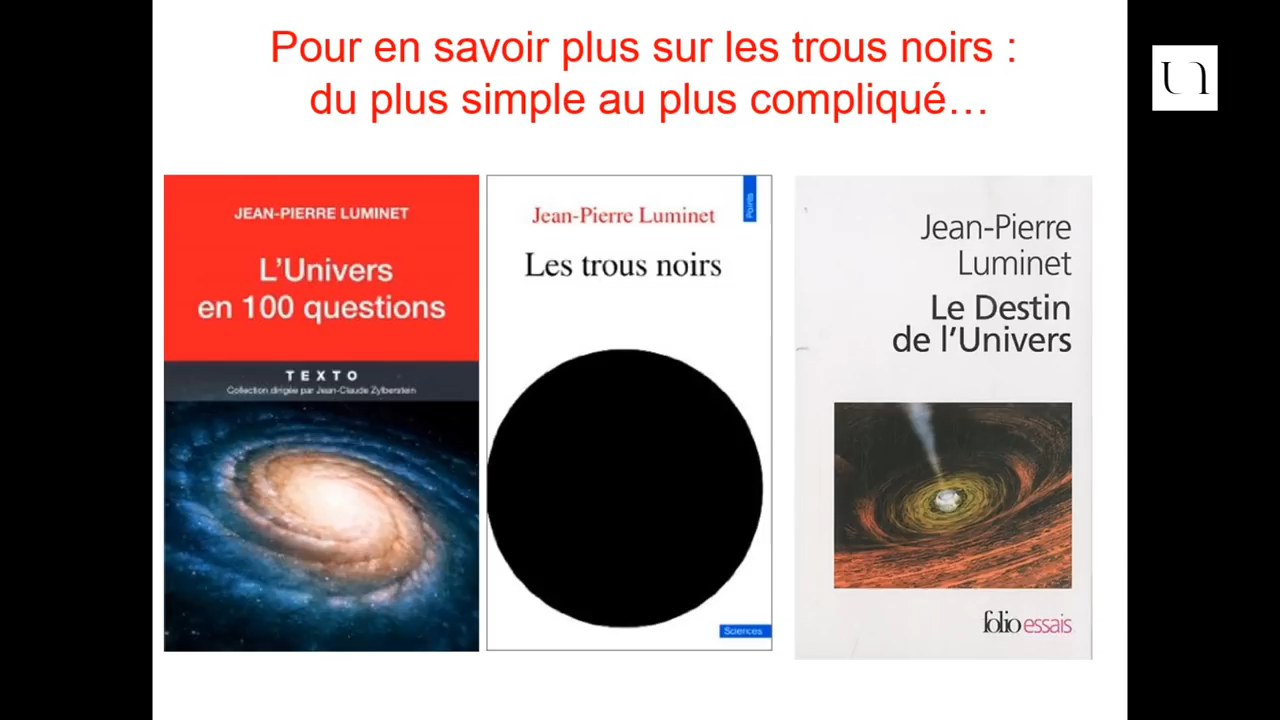 Pour en savoir plus sur les trous noirs :
du plus simple au plus compliqué…
JEAN-PIERRE LUMINET
L'Univers
en 100 questions
TEXTO
Collection dirigée par Jean-Claude Zylberstein
Points
Jean-Pierre Luminet
Les trous noirs
Sciences
Jean-Pierre
Luminet
Le Destin
de l'Univers
folio essais